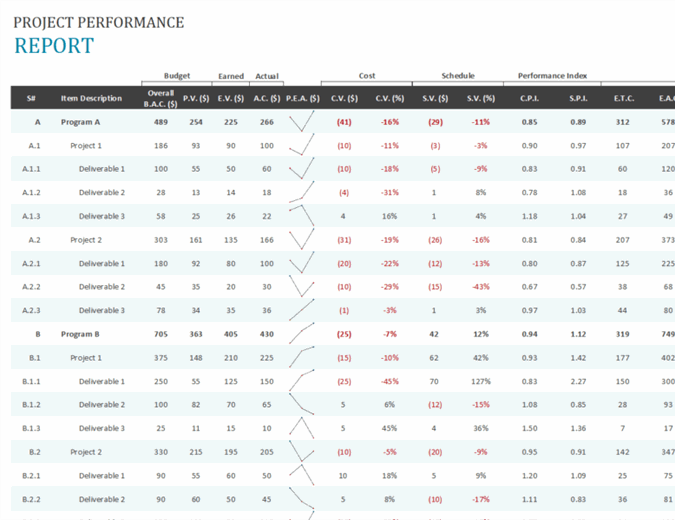 PROJECT PERFORMANCE
REPORT
Budget Earned Actual Cost Schedule Performance Index
S# Item Description Overall B.A.C. ($) P.V. ($) E.V. ($) A.C. ($) P.E.A. ($) C.V. ($) C.V. (%) S.V. ($) S.V. (%) C.P.I. S.P.I. E.T.C. E.A.C
A Program A 489 254 225 266 (41) -16% (29) -11% 0.85 0.89 312 578
A.1 Project 1 186 93 90 100 (10) -11% (3) -3% 0.90 0.97 107 207
A.1.1 Deliverable 1 100 55 50 60 (10) -18% (5) -9% 0.83 0.91 60 120
A.1.2 Deliverable 2 28 13 14 18 (4) -31% 1 8% 0.78 1.08 18 36
A.1.3 Deliverable 3 58 25 26 22 4 16% 1 4% 1.18 1.04 27 49
A.2 Project 2 303 161 135 166 (31) -19% (26) -16% 0.81 0.84 207 373
A.2.1 Deliverable 1 180 92 80 100 (20) -22% (12) -13% 0.80 0.87 125 225
A.2.2 Deliverable 2 45 35 20 30 (10) -29% (15) -43% 0.67 0.57 38 68
A.2.3 Deliverable 3 78 34 35 36 (1) -3% 1 3% 0.97 1.03 44 80
B Program B 705 363 405 430 (25) -7% 42 12% 0.94 1.12 319 749
B.1 Project 1 375 148 210 225 (15) -10% 62 42% 0.93 1.42 177 402
B.1.1 Deliverable 1 250 55 125 150 (25) -45% 70 127% 0.83 2.27 150 300
B.1.2 Deliverable 2 100 82 70 65 5 6% (12) -15% 1.08 0.85 28 93
B.1.3 Deliverable 3 25 11 15 10 5 45% 4 36% 1.50 1.36 7 17
B.2 Project 2 330 215 195 205 (10) -5% (20) -9% 0.95 0.91 142 347
B.2.1 Deliverable 1 90 55 60 50 10 18% 5 9% 1.20 1.09 25 75
B.2.2 Deliverable 2 90 60 50 45 5 8% (10) -17% 1.11 0.83 36 81